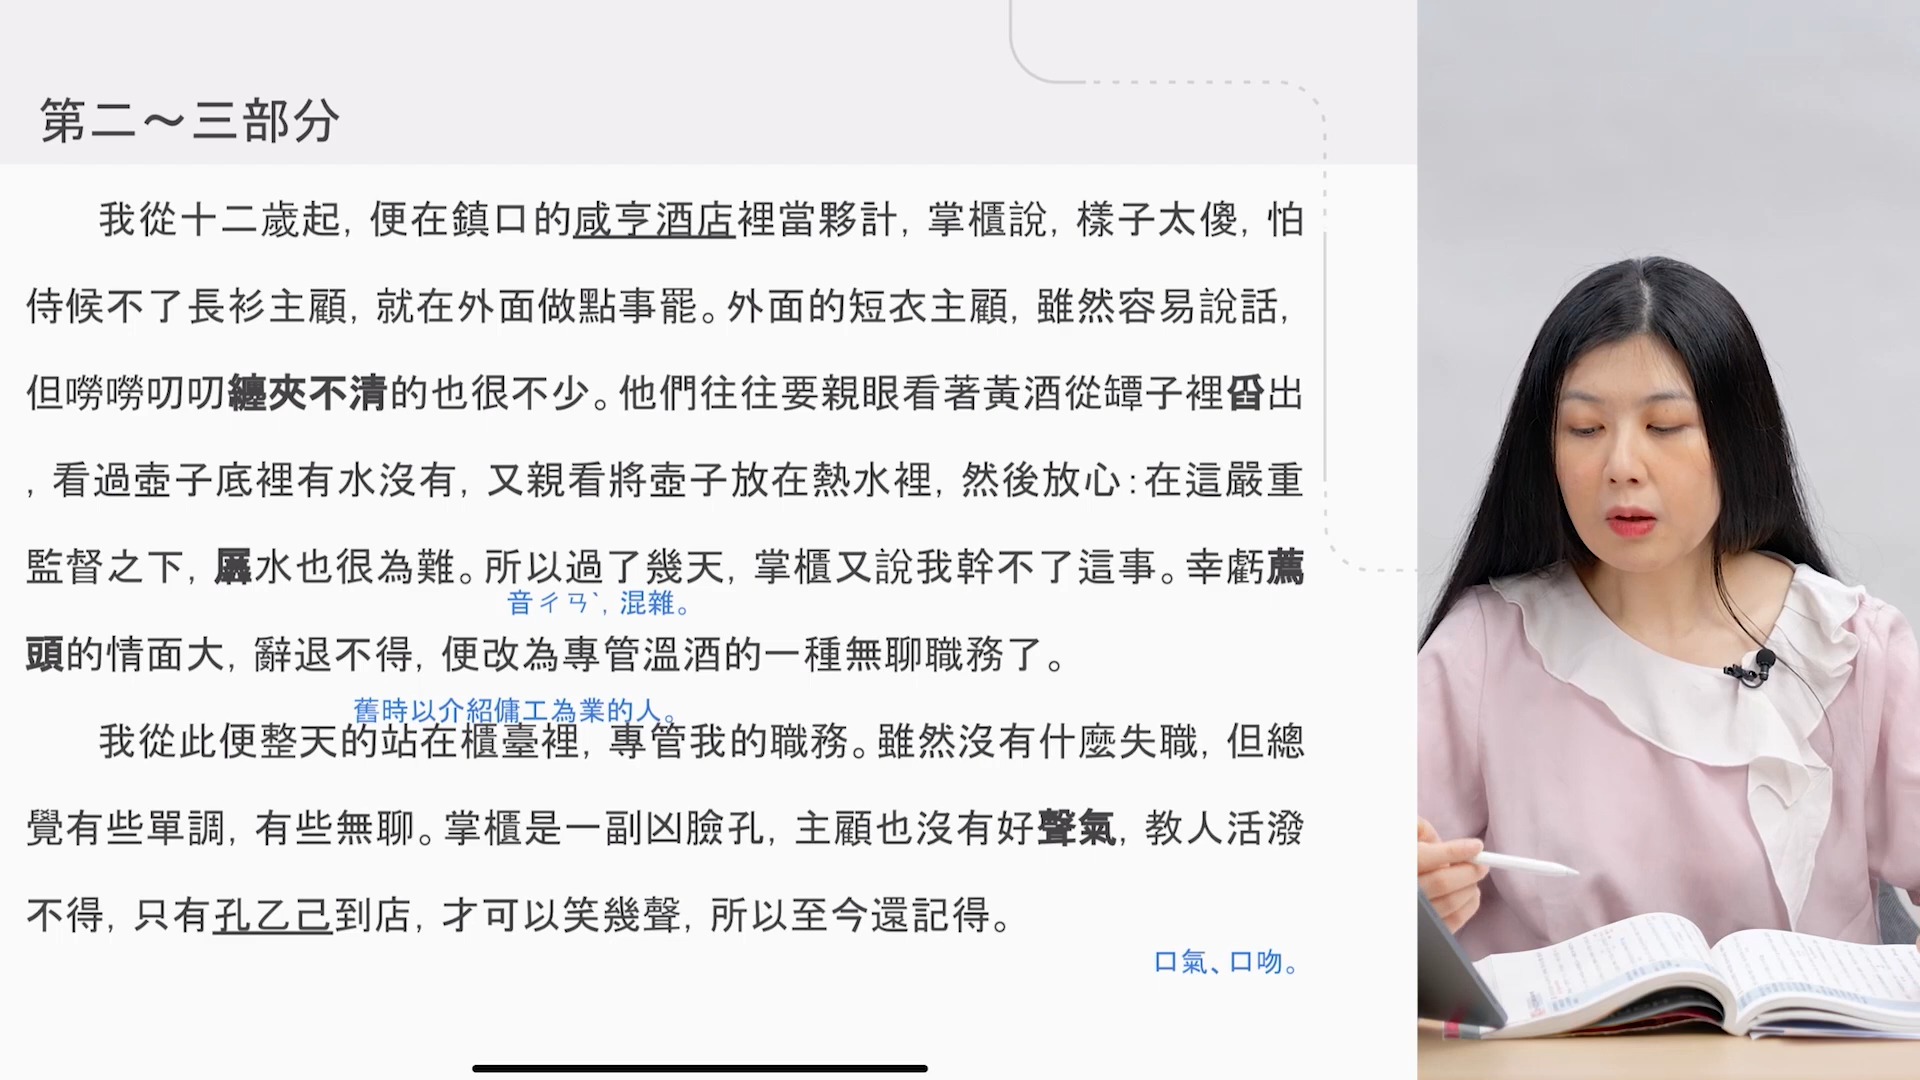 第二～三部分
我從十二歲起，便在鎮口的咸亨酒店裡當夥計，掌櫃說，樣子太傻，怕
侍候不了長衫主顧，就在外面做點事罷。外面的短衣主顧，雖然容易說話，
但嘮嘮叨叨纏夾不清的也很不少。他們往往要親眼看著黃酒從罈子裡舀出
，看過壺子底裡有水沒有，又親看將壺子放在熱水裡，然後放心：在這嚴重
監督之下，羼水也很為難。所以過了幾天，掌櫃又說我幹不了這事。幸虧薦
音ㄔㄢˋ，混雜。
頭的情面大，辭退不得，便改為專管溫酒的一種無聊職務了。
舊時以介紹傭工為業的人。
我從此便整天的站在櫃臺裡，專管我的職務。雖然沒有什麼失職，但總
覺有些單調，有些無聊。掌櫃是一副凶臉孔，主顧也沒有好聲氣，教人活潑
不得，只有孔乙己到店，才可以笑幾聲，所以至今還記得。
口氣、口吻。